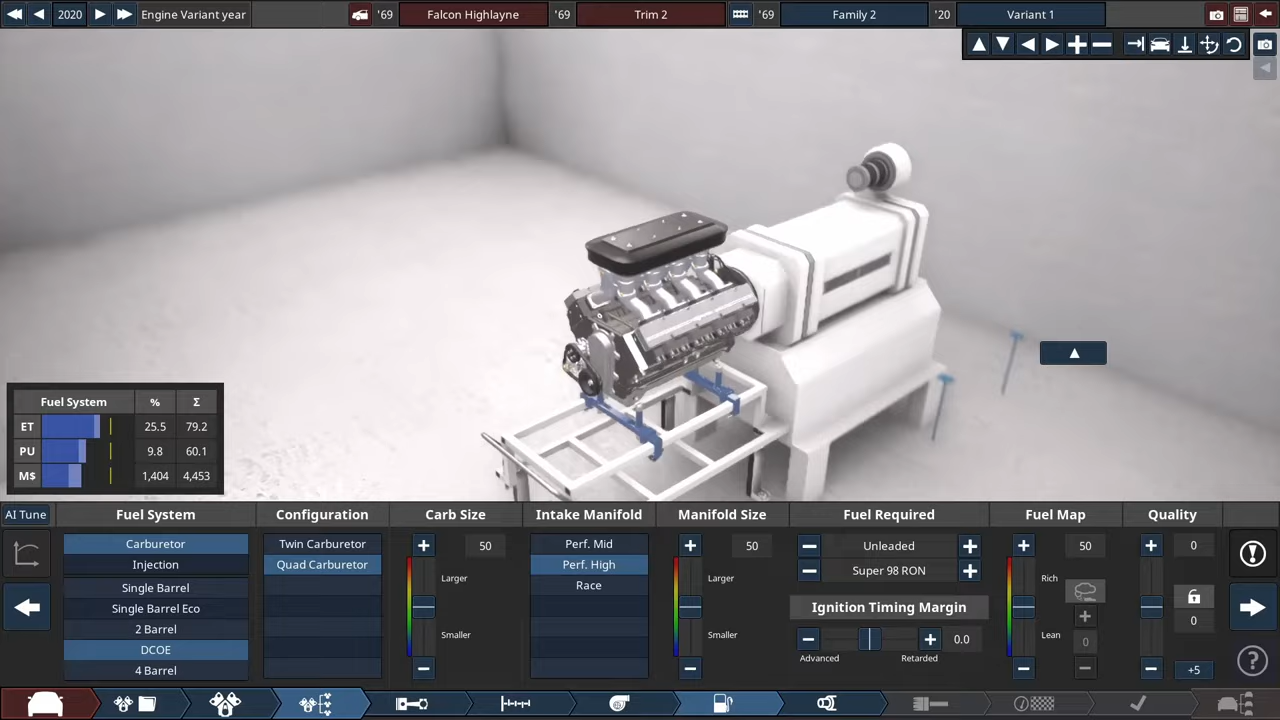 2020 Engine Variant year '69 Falcon Highlayne '69 Trim 2 '69 Family 2 '20 Variant 1
Fuel System % Σ
ET 25.5 79.2
PU 9.8 60.1
M$ 1,404 4,453
AI Tune
Fuel System
Carburetor
Injection
Single Barrel
Single Barrel Eco
2 Barrel
DCOE
4 Barrel
Configuration
Twin Carburetor
Quad Carburetor
Carb Size
50
Larger
Smaller
Intake Manifold
Perf. Mid
Perf. High
Race
Manifold Size
50
Larger
Smaller
Fuel Required
Unleaded
Super 98 RON
Ignition Timing Margin
0.0
Advanced Retarded
Fuel Map
50
Rich
Lean
0
Quality
0
0
+5